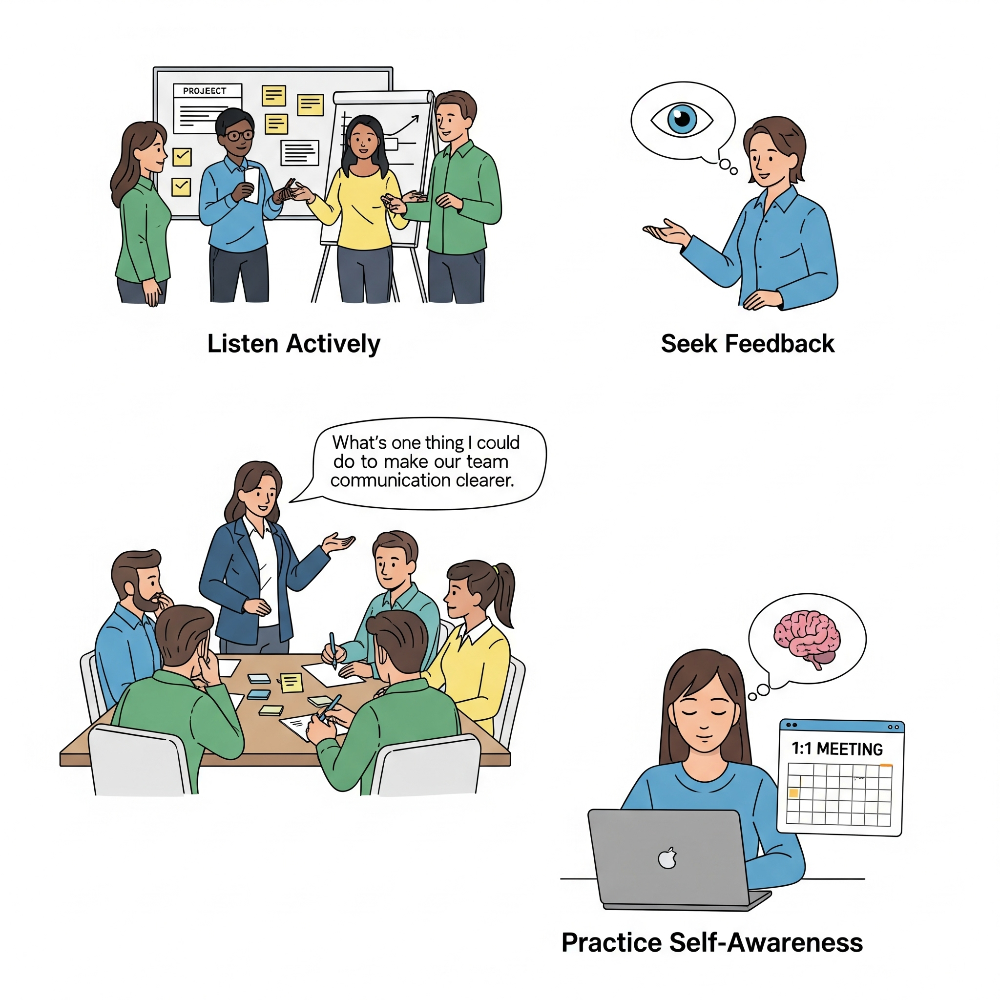 PROJEECT
Listen Actively
Seek Feedback
What's one thing I could
do to make our team
communication clearer.
1:1 MEETING
Practice Self-Awareness